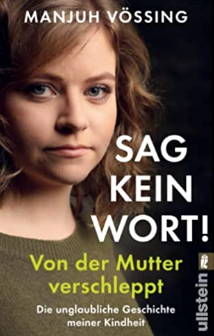 MANJUH VÖSSING
SAG
KEIN
WORT!
Von der Mutter
verschleppt
Die unglaubliche Geschichte
meiner Kindheit
ullstein